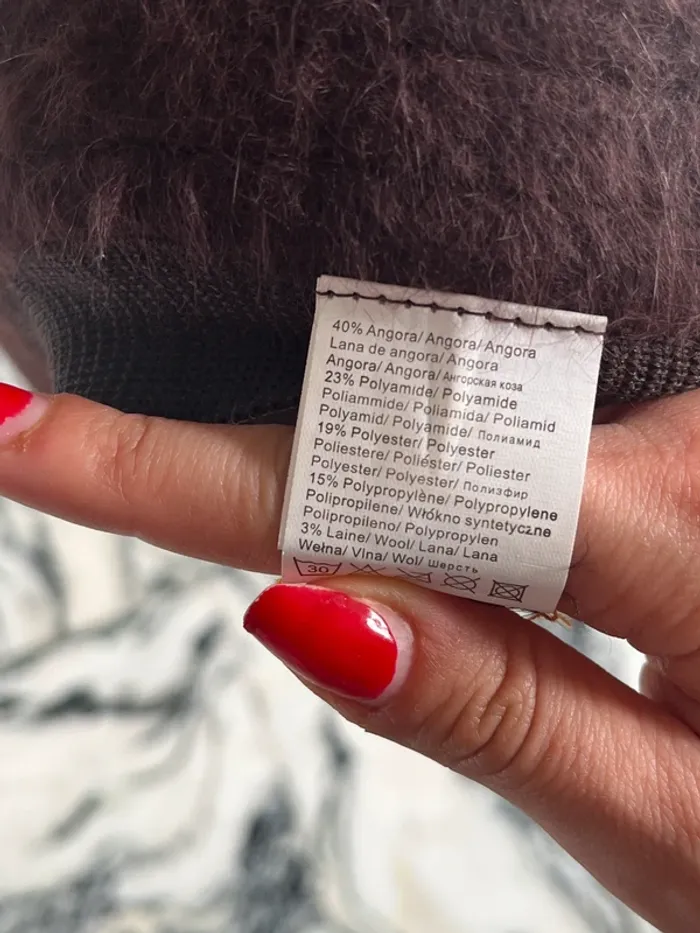 40% Angora/ Angora/ Angora
Lana de angora/ Angora
Angora/ Angora/ Ангорская коза
23% Polyamide/ Polyamide
Poliammide/ Poliamida/ Poliamid
Polyamid/ Polyamide/ Полиамид
19% Polyester/ Polyester
Poliestere/ Poliéster/ Poliester
Polyester/ Polyester/ Полиэфир
15% Polypropylène/ Polypropylene
Polipropilene/ Włókno syntetyczne
Polipropileno/ Polypropylen
3% Laine/ Wool/ Lana/ Lana
Wełna/ Vlna/ Wol/ шерсть
30